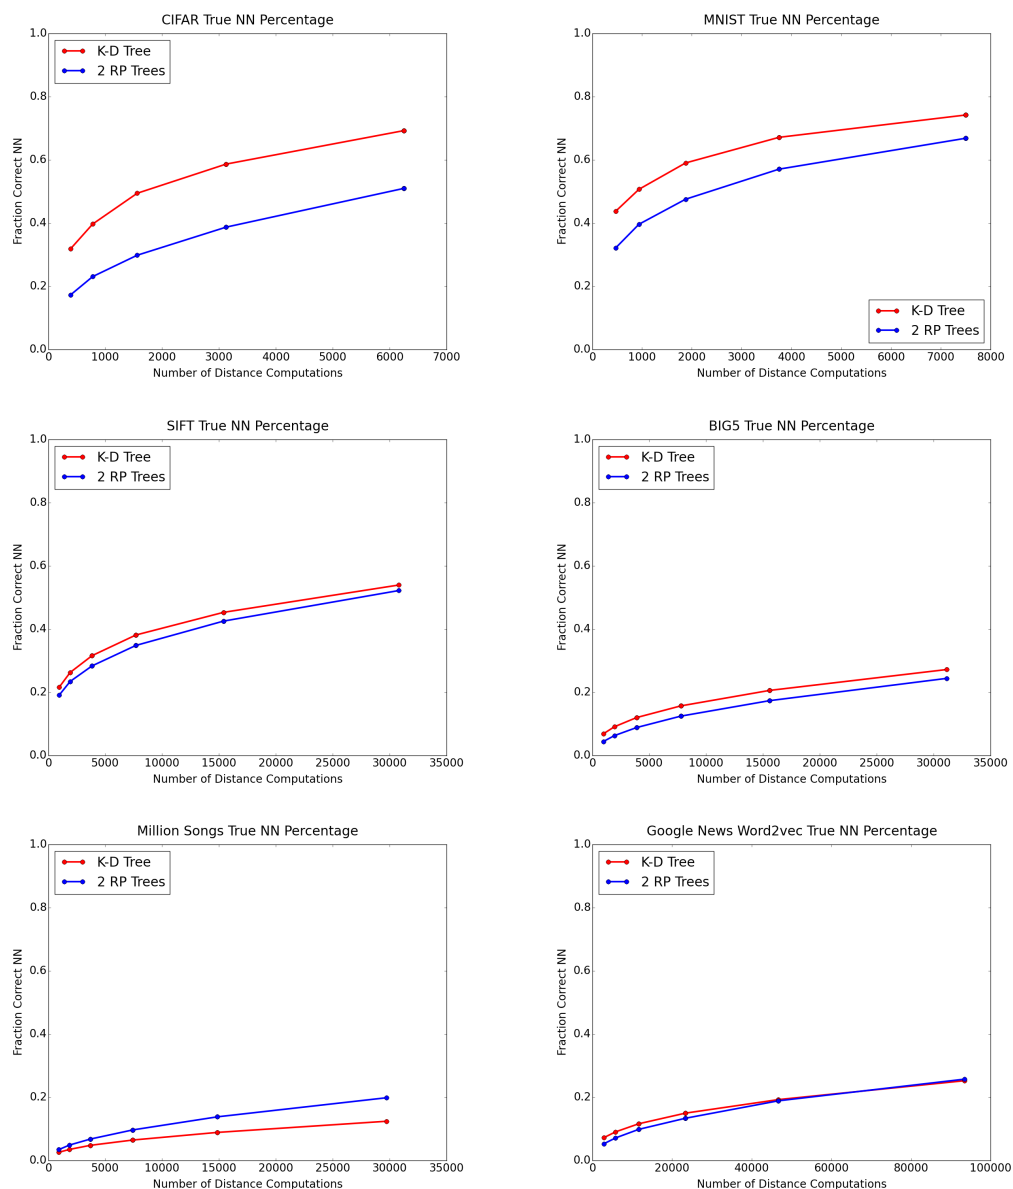 CIFAR True NN Percentage
1.0
0.8
0.6
0.4
0.2
0.0
Fraction Correct NN
K-D Tree
2 RP Trees
0 1000 2000 3000 4000 5000 6000 7000
Number of Distance Computations
MNIST True NN Percentage
1.0
0.8
0.6
0.4
0.2
0.0
Fraction Correct NN
K-D Tree
2 RP Trees
0 1000 2000 3000 4000 5000 6000 7000 8000
Number of Distance Computations
SIFT True NN Percentage
1.0
0.8
0.6
0.4
0.2
0.0
Fraction Correct NN
K-D Tree
2 RP Trees
0 5000 10000 15000 20000 25000 30000 35000
Number of Distance Computations
BIG5 True NN Percentage
1.0
0.8
0.6
0.4
0.2
0.0
Fraction Correct NN
K-D Tree
2 RP Trees
0 5000 10000 15000 20000 25000 30000 35000
Number of Distance Computations
Million Songs True NN Percentage
1.0
0.8
0.6
0.4
0.2
0.0
Fraction Correct NN
K-D Tree
2 RP Trees
0 5000 10000 15000 20000 25000 30000 35000
Number of Distance Computations
Google News Word2vec True NN Percentage
1.0
0.8
0.6
0.4
0.2
0.0
Fraction Correct NN
K-D Tree
2 RP Trees
0 20000 40000 60000 80000 100000
Number of Distance Computations